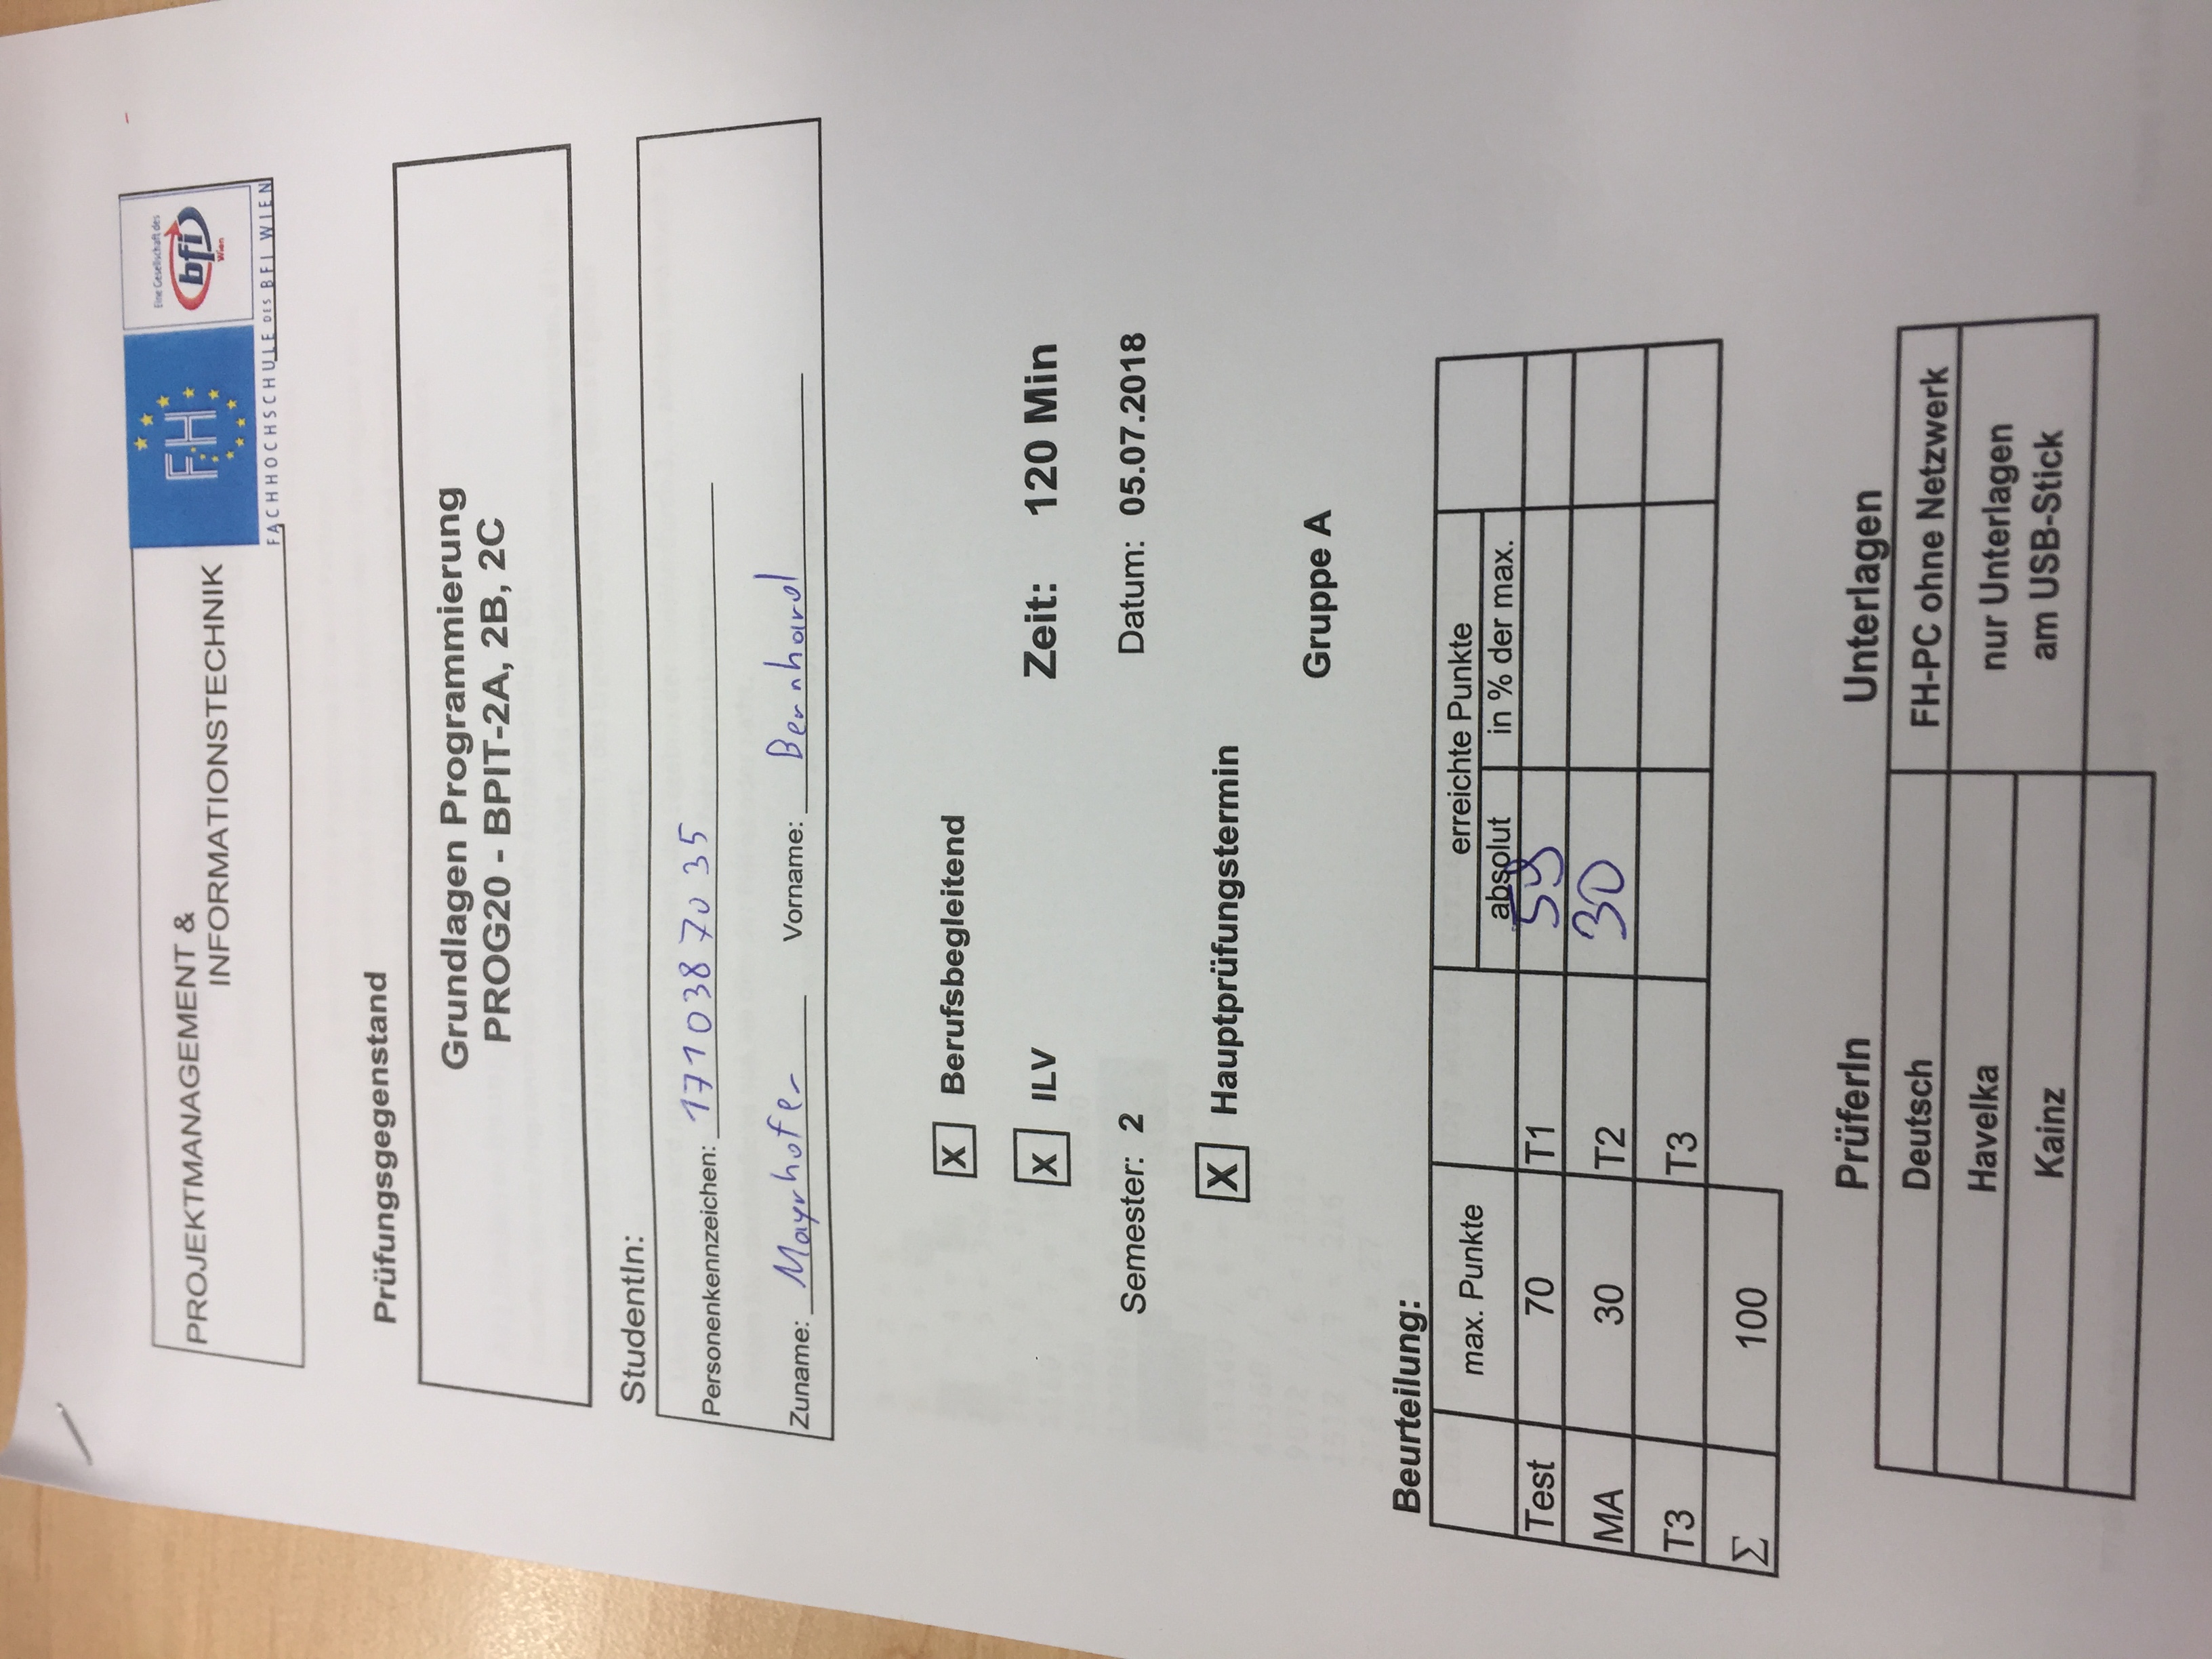 PROJEKTMANAGEMENT &
INFORMATIONSTECHNIK
FH
Eine Gesellschaft des
bfi
Wien
FACHHOCHSCHULE DES BFI WIEN
Prüfungsgegenstand
Grundlagen Programmierung
PROG20 - BPIT-2A, 2B, 2C
StudentIn:
Personenkennzeichen: 1710387035
Zuname: Mayrhofer Vorname: Bernhard
X Berufsbegleitend
X ILV Zeit: 120 Min
Semester: 2 Datum: 05.07.2018
X Hauptprüfungstermin
Gruppe A
Beurteilung:
max. Punkte erreichte Punkte
absolut in % der max.
Test 70 T1 59
MA 30 T2 30
T3 T3
Σ 100
PrüferIn Unterlagen
Deutsch FH-PC ohne Netzwerk
Havelka nur Unterlagen
Kainz am USB-Stick